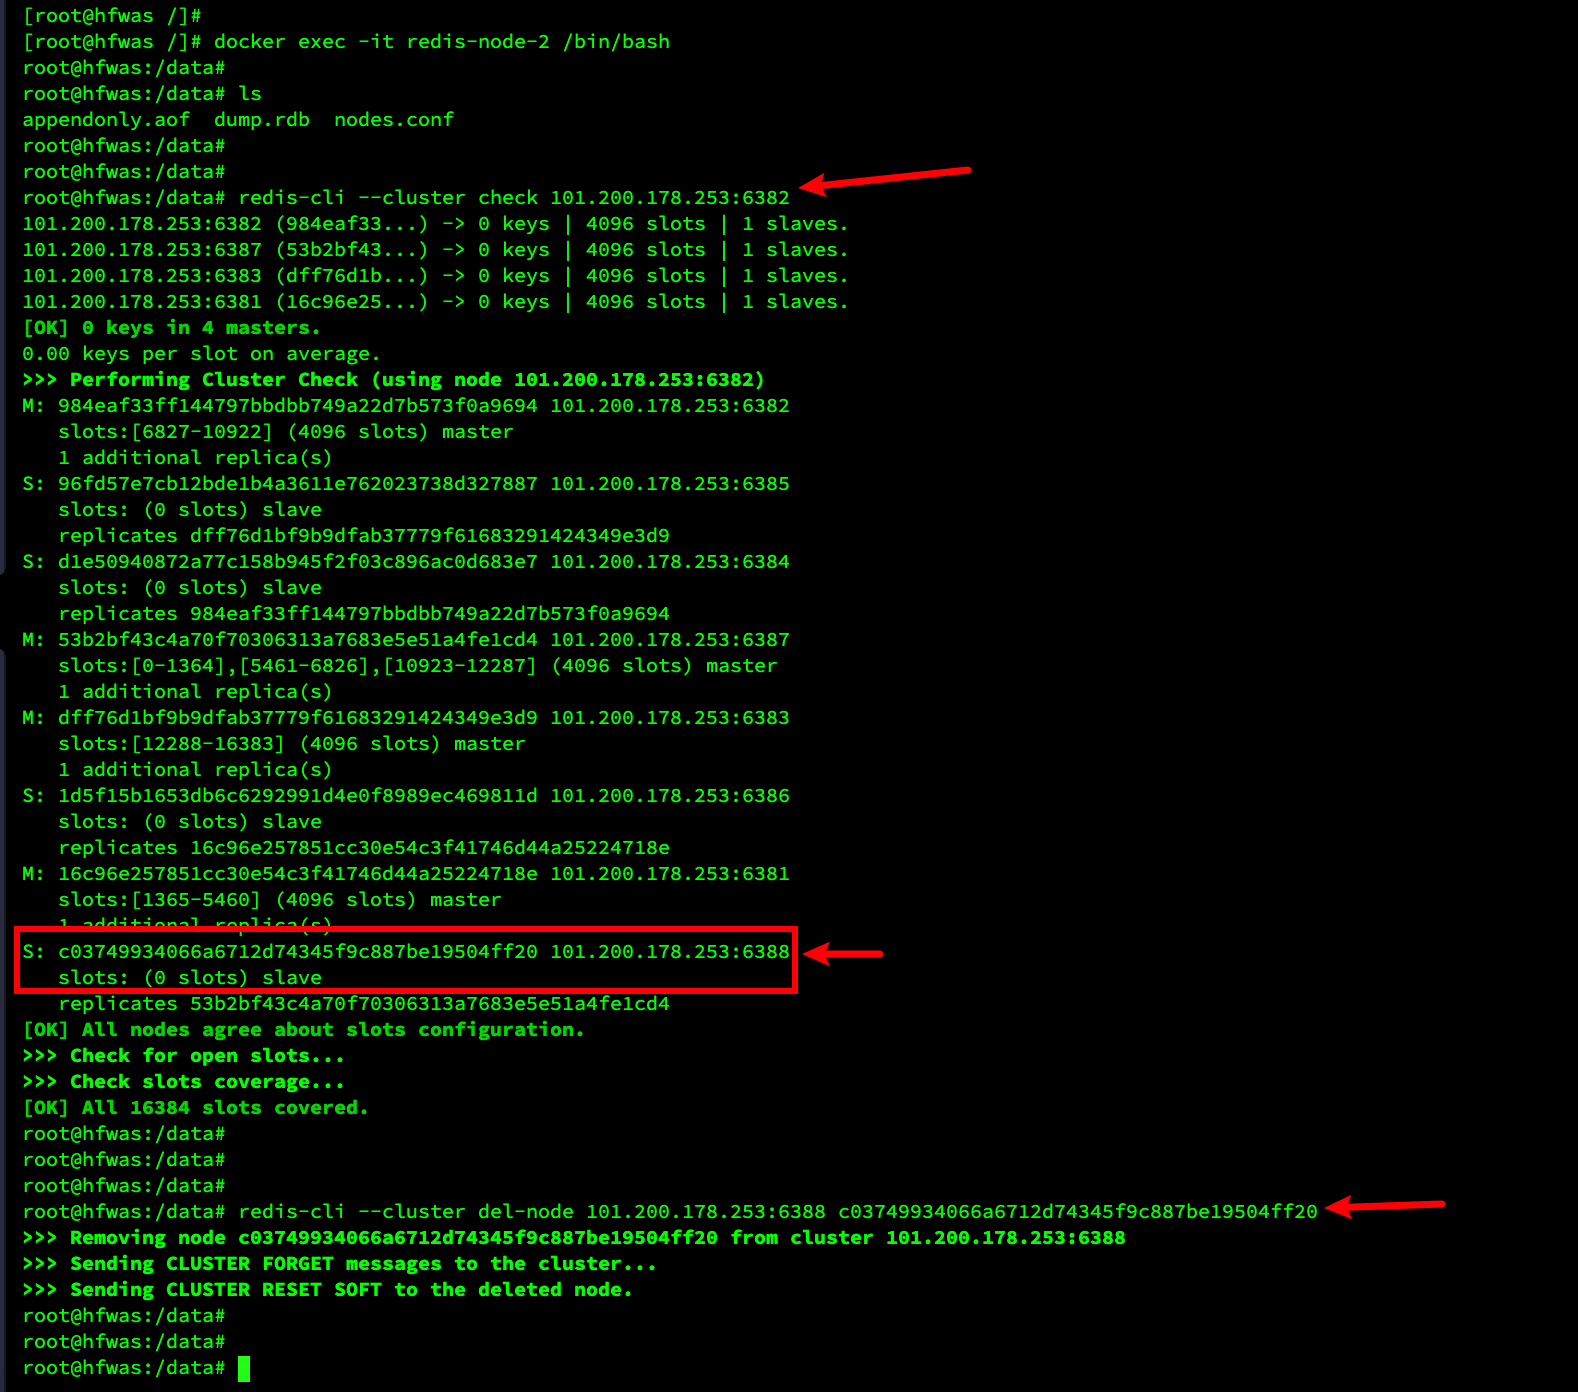 [root@hfwas /]#
[root@hfwas /]# docker exec -it redis-node-2 /bin/bash
root@hfwas:/data#
root@hfwas:/data# ls
appendonly.aof  dump.rdb  nodes.conf
root@hfwas:/data#
root@hfwas:/data#
root@hfwas:/data# redis-cli --cluster check 101.200.178.253:6382
101.200.178.253:6382 (984eaf33...) -> 0 keys | 4096 slots | 1 slaves.
101.200.178.253:6387 (53b2bf43...) -> 0 keys | 4096 slots | 1 slaves.
101.200.178.253:6383 (dff76d1b...) -> 0 keys | 4096 slots | 1 slaves.
101.200.178.253:6381 (16c96e25...) -> 0 keys | 4096 slots | 1 slaves.
[OK] 0 keys in 4 masters.
0.00 keys per slot on average.
>>> Performing Cluster Check (using node 101.200.178.253:6382)
M: 984eaf33ff144797bbdbb749a22d7b573f0a9694 101.200.178.253:6382
   slots:[6827-10922] (4096 slots) master
   1 additional replica(s)
S: 96fd57e7cb12bde1b4a3611e762023738d327887 101.200.178.253:6385
   slots: (0 slots) slave
   replicates dff76d1bf9b9dfab37779f61683291424349e3d9
S: d1e50940872a77c158b945f2f03c896ac0d683e7 101.200.178.253:6384
   slots: (0 slots) slave
   replicates 984eaf33ff144797bbdbb749a22d7b573f0a9694
M: 53b2bf43c4a70f70306313a7683e5e51a4fe1cd4 101.200.178.253:6387
   slots:[0-1364],[5461-6826],[10923-12287] (4096 slots) master
   1 additional replica(s)
M: dff76d1bf9b9dfab37779f61683291424349e3d9 101.200.178.253:6383
   slots:[12288-16383] (4096 slots) master
   1 additional replica(s)
S: 1d5f15b1653db6c6292991d4e0f8989ec469811d 101.200.178.253:6386
   slots: (0 slots) slave
   replicates 16c96e257851cc30e54c3f41746d44a25224718e
M: 16c96e257851cc30e54c3f41746d44a25224718e 101.200.178.253:6381
   slots:[1365-5460] (4096 slots) master
   1 additional replica(s)
S: c03749934066a6712d74345f9c887be19504ff20 101.200.178.253:6388
   slots: (0 slots) slave
   replicates 53b2bf43c4a70f70306313a7683e5e51a4fe1cd4
[OK] All nodes agree about slots configuration.
>>> Check for open slots...
>>> Check slots coverage...
[OK] All 16384 slots covered.
root@hfwas:/data#
root@hfwas:/data#
root@hfwas:/data#
root@hfwas:/data# redis-cli --cluster del-node 101.200.178.253:6388 c03749934066a6712d74345f9c887be19504ff20
>>> Removing node c03749934066a6712d74345f9c887be19504ff20 from cluster 101.200.178.253:6388
>>> Sending CLUSTER FORGET messages to the cluster...
>>> Sending CLUSTER RESET SOFT to the deleted node.
root@hfwas:/data#
root@hfwas:/data#
root@hfwas:/data#